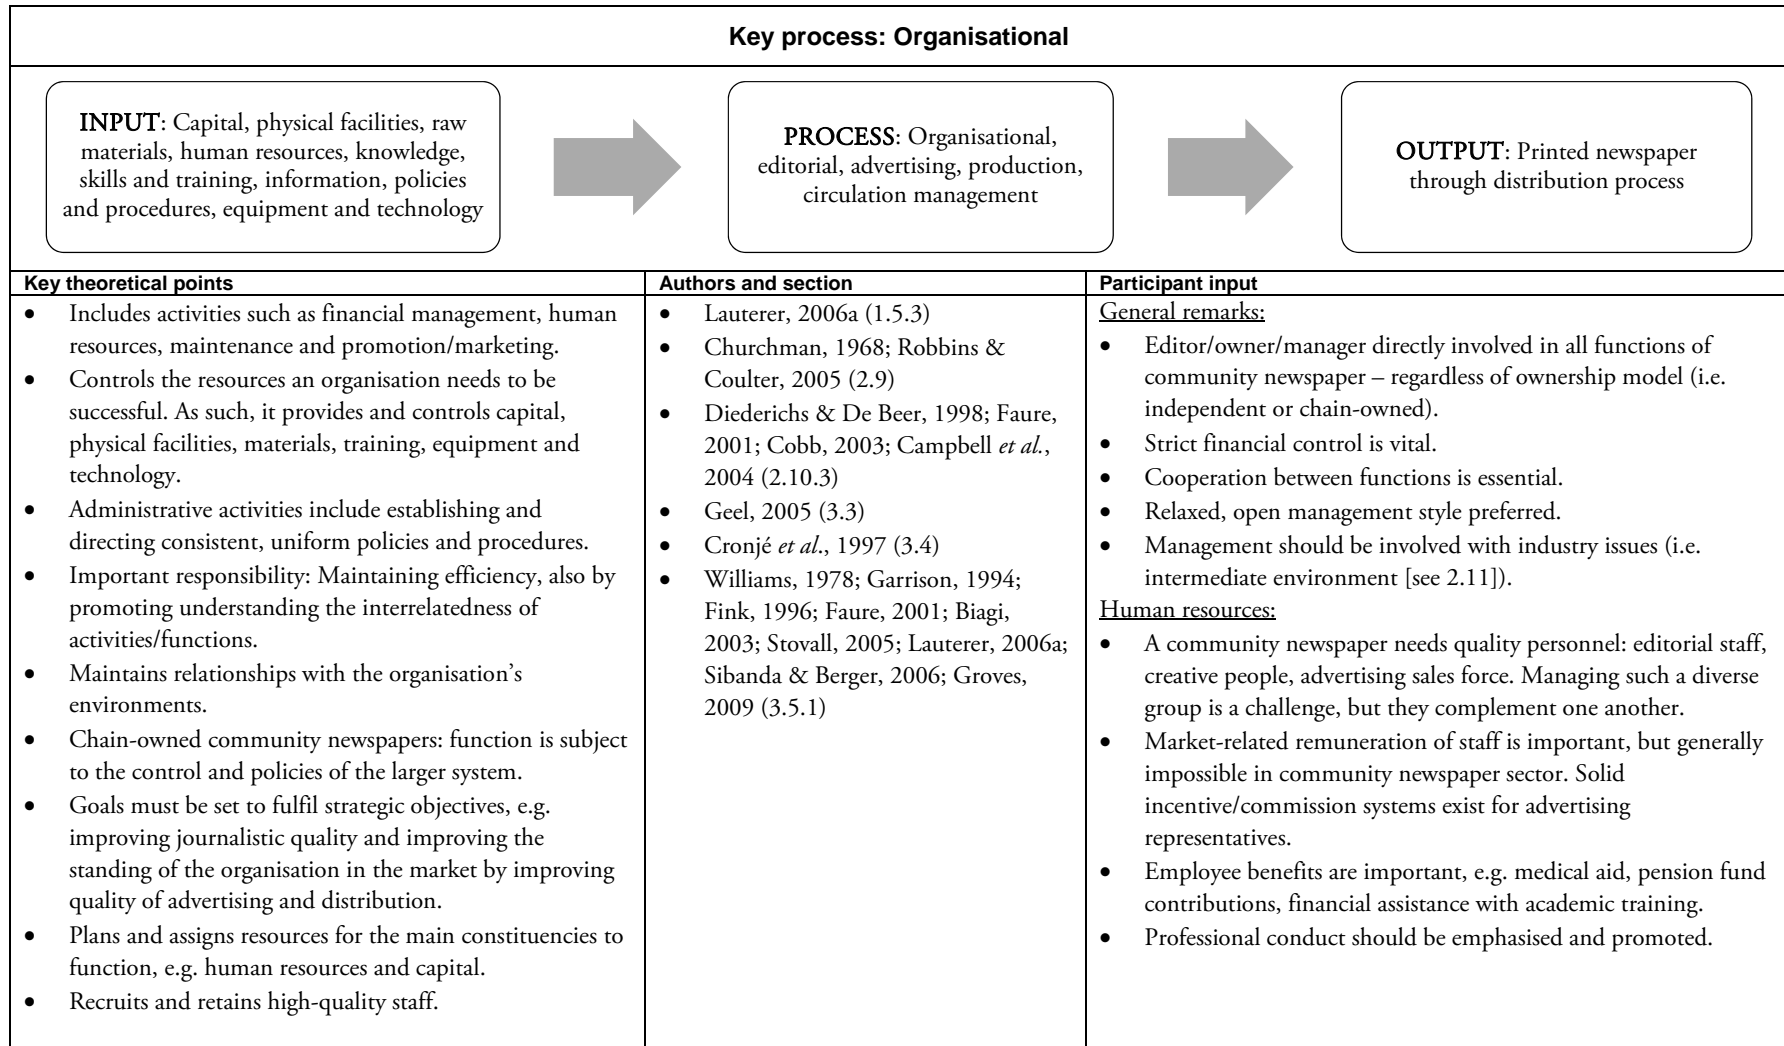 Key process: Organisational
INPUT: Capital, physical facilities, raw
materials, human resources, knowledge,
skills and training, information, policies
and procedures, equipment and technology
PROCESS: Organisational,
editorial, advertising, production,
circulation management
OUTPUT: Printed newspaper
through distribution process
Key theoretical points
• Includes activities such as financial management, human
resources, maintenance and promotion/marketing.
• Controls the resources an organisation needs to be
successful. As such, it provides and controls capital,
physical facilities, materials, training, equipment and
technology.
• Administrative activities include establishing and
directing consistent, uniform policies and procedures.
• Important responsibility: Maintaining efficiency, also by
promoting understanding the interrelatedness of
activities/functions.
• Maintains relationships with the organisation's
environments.
• Chain-owned community newspapers: function is subject
to the control and policies of the larger system.
• Goals must be set to fulfil strategic objectives, e.g.
improving journalistic quality and improving the
standing of the organisation in the market by improving
quality of advertising and distribution.
• Plans and assigns resources for the main constituencies to
function, e.g. human resources and capital.
• Recruits and retains high-quality staff.
Authors and section
• Lauterer, 2006a (1.5.3)
• Churchman, 1968; Robbins &
Coulter, 2005 (2.9)
• Diederichs & De Beer, 1998; Faure,
2001; Cobb, 2003; Campbell et al.,
2004 (2.10.3)
• Geel, 2005 (3.3)
• Cronjé et al., 1997 (3.4)
• Williams, 1978; Garrison, 1994;
Fink, 1996; Faure, 2001; Biagi,
2003; Stovall, 2005; Lauterer, 2006a;
Sibanda & Berger, 2006; Groves,
2009 (3.5.1)
Participant input
General remarks:
• Editor/owner/manager directly involved in all functions of
community newspaper – regardless of ownership model (i.e.
independent or chain-owned).
• Strict financial control is vital.
• Cooperation between functions is essential.
• Relaxed, open management style preferred.
• Management should be involved with industry issues (i.e.
intermediate environment [see 2.11]).
Human resources:
• A community newspaper needs quality personnel: editorial staff,
creative people, advertising sales force. Managing such a diverse
group is a challenge, but they complement one another.
• Market-related remuneration of staff is important, but generally
impossible in community newspaper sector. Solid
incentive/commission systems exist for advertising
representatives.
• Employee benefits are important, e.g. medical aid, pension fund
contributions, financial assistance with academic training.
• Professional conduct should be emphasised and promoted.